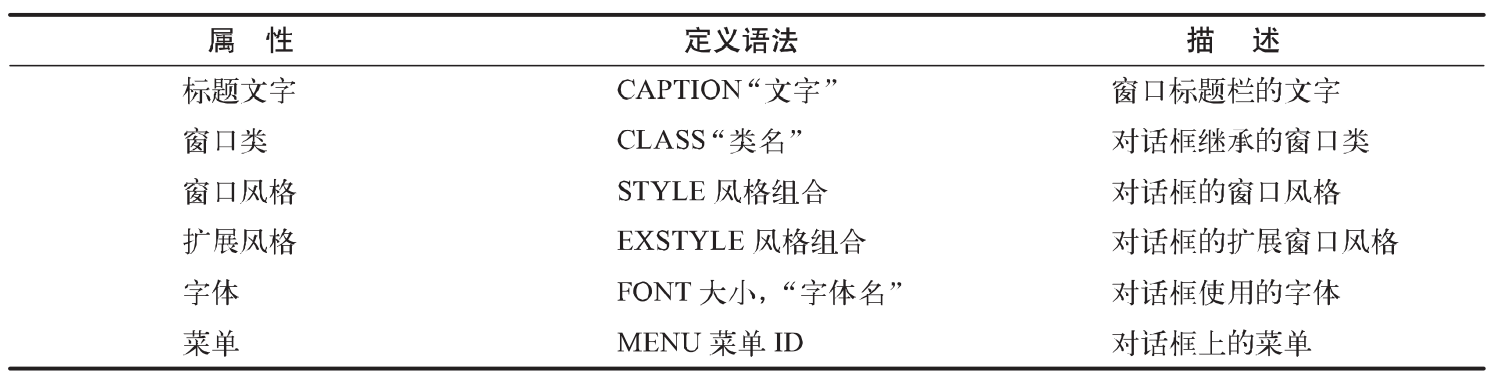 属 性 定义语法 描 述
标题文字 CAPTION“文字” 窗口标题栏的文字
窗口类 CLASS“类名” 对话框继承的窗口类
窗口风格 STYLE 风格组合 对话框的窗口风格
扩展风格 EXSTYLE 风格组合 对话框的扩展窗口风格
字体 FONT 大小，“字体名” 对话框使用的字体
菜单 MENU 菜单 ID 对话框上的菜单